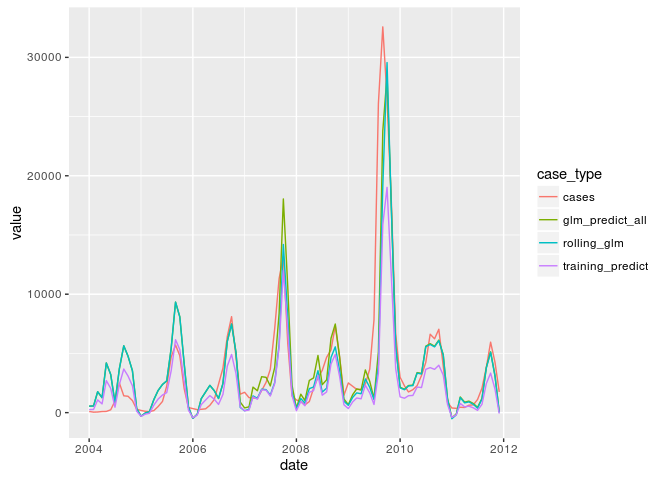 30000
20000
10000
0
value
2004
2006
2008
2010
2012
date
case_type
cases
glm_predict_all
rolling_glm
training_predict